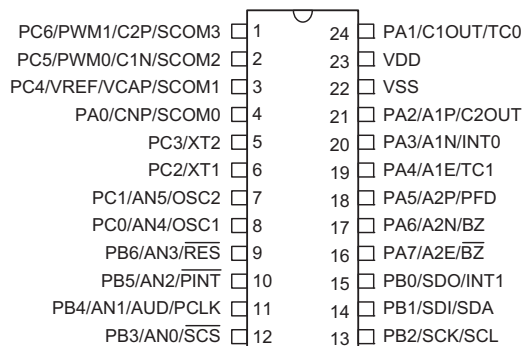 PC6/PWM1/C2P/SCOM3 1 24 PA1/C1OUT/TC0
PC5/PWM0/C1N/SCOM2 2 23 VDD
PC4/VREF/VCAP/SCOM1 3 22 VSS
PA0/CNP/SCOM0 4 21 PA2/A1P/C2OUT
PC3/XT2 5 20 PA3/A1N/INT0
PC2/XT1 6 19 PA4/A1E/TC1
PC1/AN5/OSC2 7 18 PA5/A2P/PFD
PC0/AN4/OSC1 8 17 PA6/A2N/BZ
PB6/AN3/R̅E̅S̅ 9 16 PA7/A2E/B̅Z̅
PB5/AN2/P̅I̅N̅T̅ 10 15 PB0/SDO/INT1
PB4/AN1/AUD/PCLK 11 14 PB1/SDI/SDA
PB3/AN0/S̅C̅S̅ 12 13 PB2/SCK/SCL